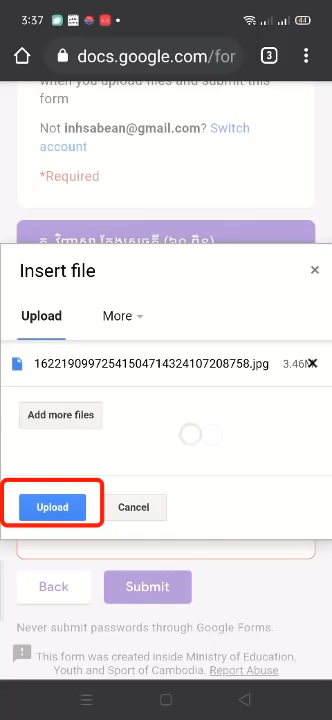 3:37
44
docs.google.com/for
3
when you upload files and submit this
form
Not inhsabean@gmail.com? Switch
account
*Required
Insert file
Upload
More
16221909972541504714324107208758.jpg
3.46M
Add more files
Upload
Cancel
Back
Submit
Never submit passwords through Google Forms.
This form was created inside Ministry of Education,
Youth and Sport of Cambodia. Report Abuse